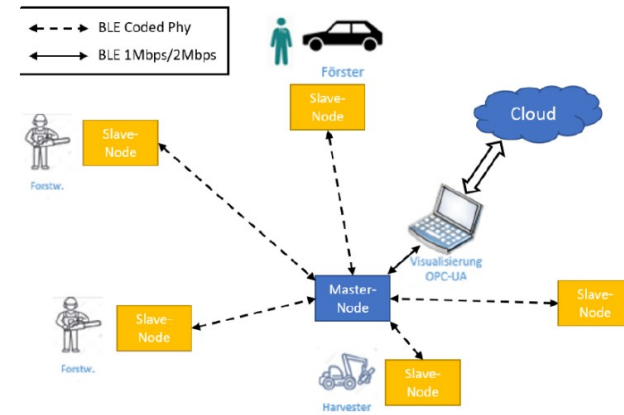 BLE Coded Phy
BLE 1Mbps/2Mbps
Förster
Slave-
Node
Cloud
Slave-
Node
Forstw.
Visualisierung
OPC-UA
Master-
Node
Slave-
Node
Slave-
Node
Forstw.
Slave-
Node
Harvester